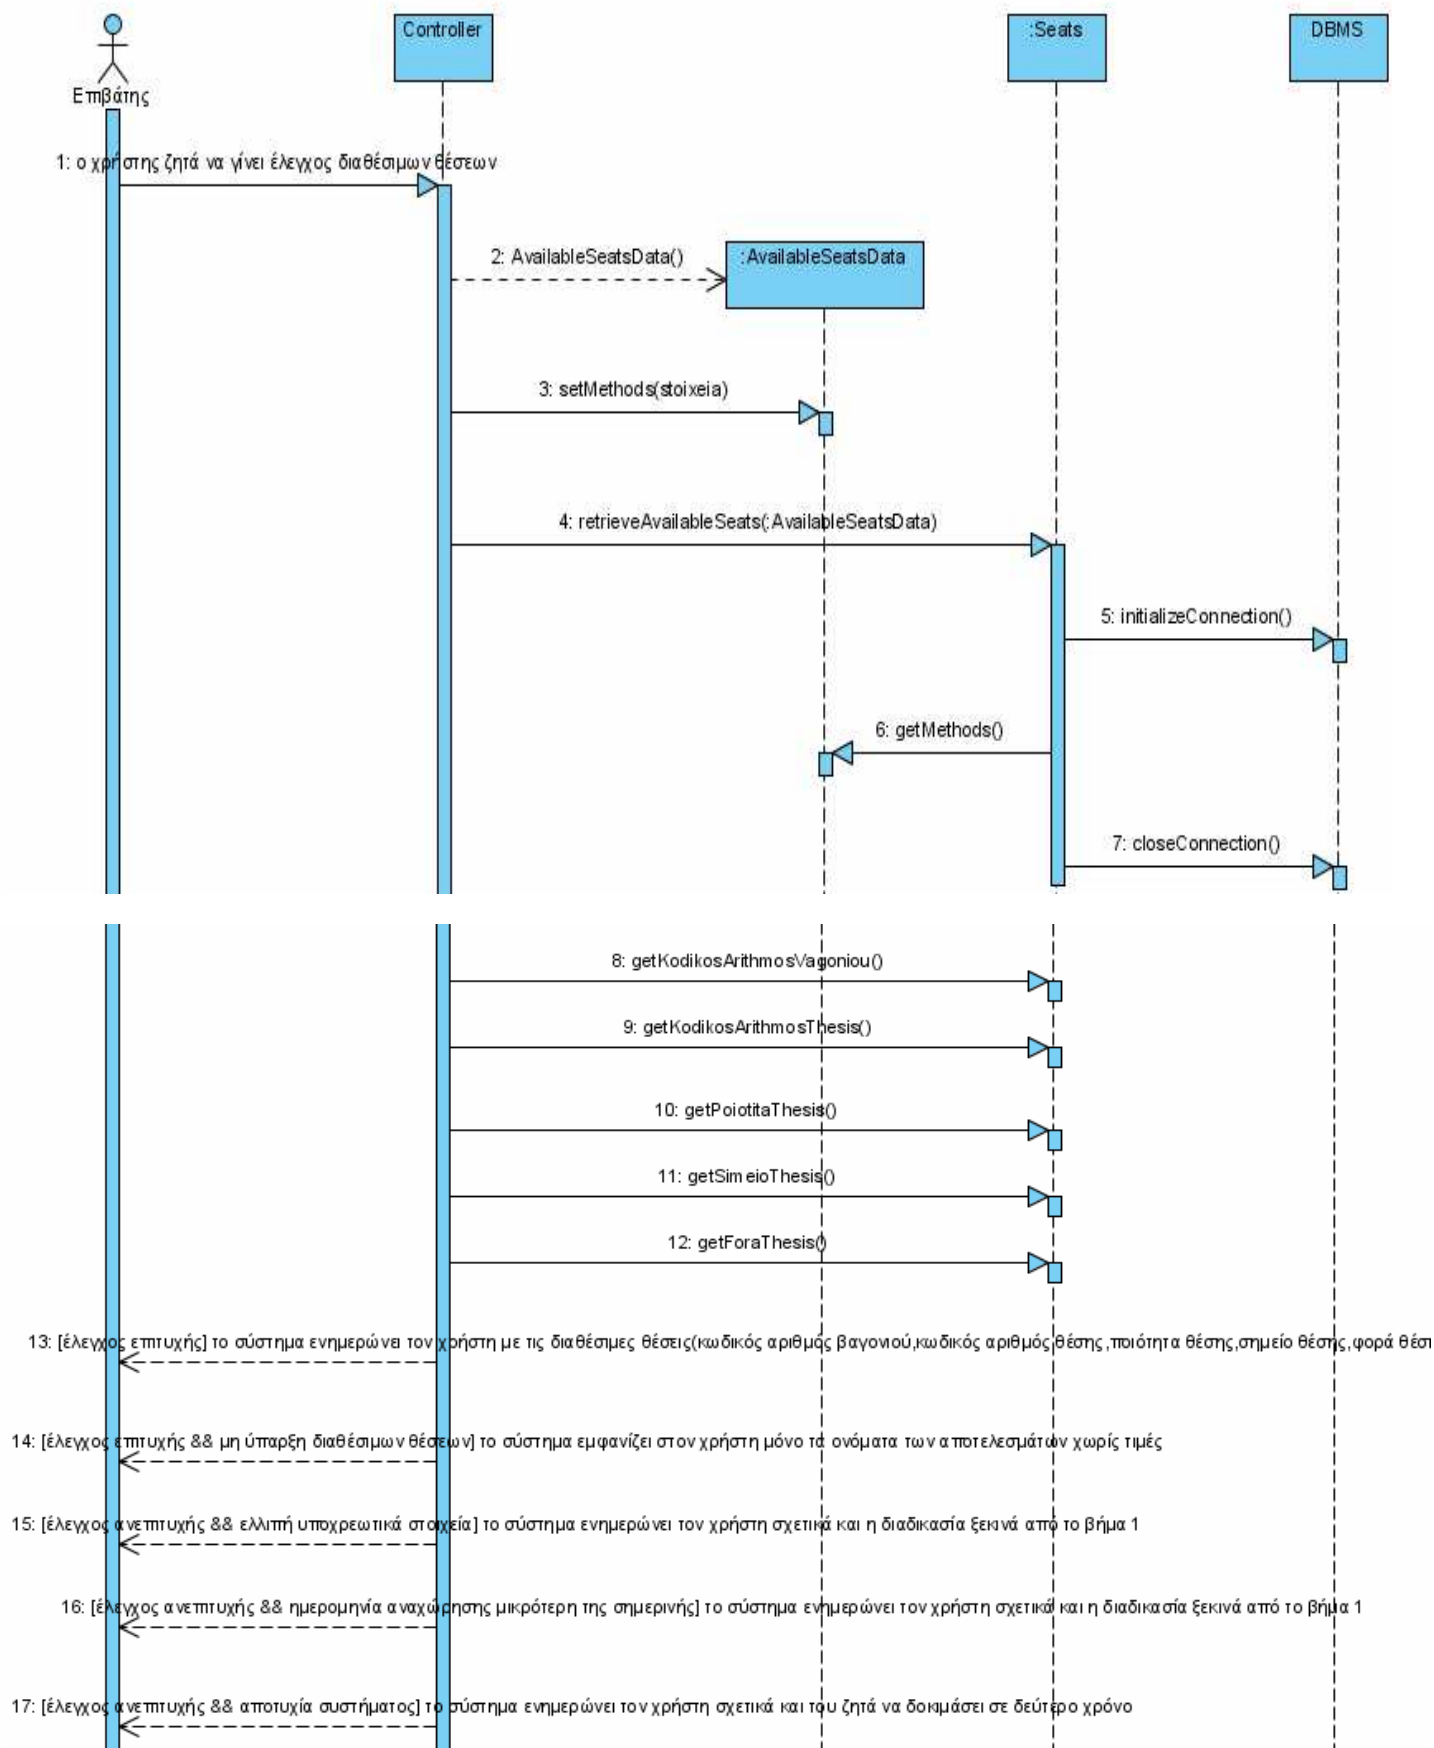 Επιβάτης
Controller
:Seats
DBMS
1: ο χρήστης ζητά να γίνει έλεγχος διαθέσιμων θέσεων
2: AvailableSeatsData()
:AvailableSeatsData
3: setMethods(stoixeia)
4: retrieveAvailableSeats(:AvailableSeatsData)
5: initializeConnection()
6: getMethods()
7: closeConnection()
8: getKodikosArithmosVagoniou()
9: getKodikosArithmosThesis()
10: getPoiotitaThesis()
11: getSimeioThesis()
12: getForaThesis()
13: [έλεγχος επιτυχής] το σύστημα ενημερώνει τον χρήστη με τις διαθέσιμες θέσεις(κωδικός αριθμός βαγονιού,κωδικός αριθμός θέσης,ποιότητα θέσης,σημείο θέσης,φορά
14: [έλεγχος επιτυχής && μη ύπαρξη διαθέσιμων θέσεων] το σύστημα εμφανίζει στον χρήστη μόνο τα ονόματα των αποτελεσμάτων χωρίς τιμές
15: [έλεγχος ανεπιτυχής && ελλιπή υποχρεωτικά στοιχεία] το σύστημα ενημερώνει τον χρήστη σχετικά και η διαδικασία ξεκινά από το βήμα 1
16: [έλεγχος ανεπιτυχής && ημερομηνία αναχώρησης μικρότερη της σημερινής] το σύστημα ενημερώνει τον χρήστη σχετικά και η διαδικασία ξεκινά από το βήμα 1
17: [έλεγχος ανεπιτυχής && αποτυχία συστήματος] το σύστημα ενημερώνει τον χρήστη σχετικά και του ζητά να δοκιμάσει σε δεύτερο χρόνο